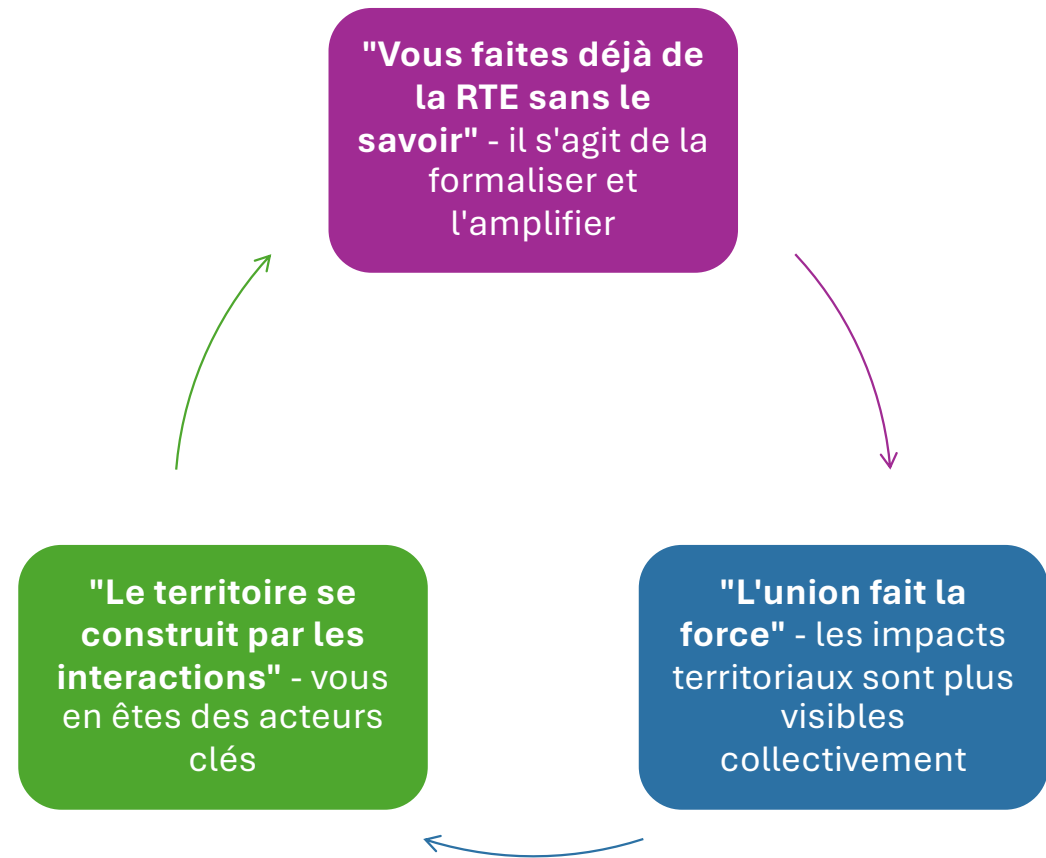 "Vous faites déjà de
la RTE sans le
savoir" - il s'agit de la
formaliser et
l'amplifier
"Le territoire se
construit par les
interactions" - vous
en êtes des acteurs
clés
"L'union fait la
force" - les impacts
territoriaux sont plus
visibles
collectivement